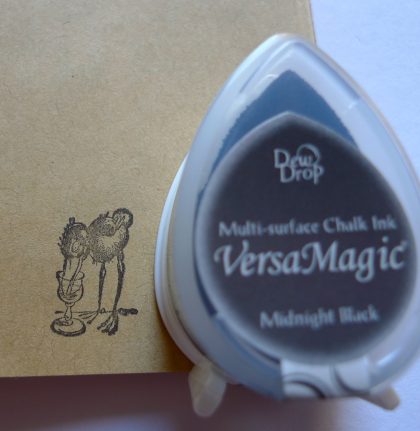 Dew
Drop
Multi-surface Chalk Ink
VersaMagic
Midnight Black